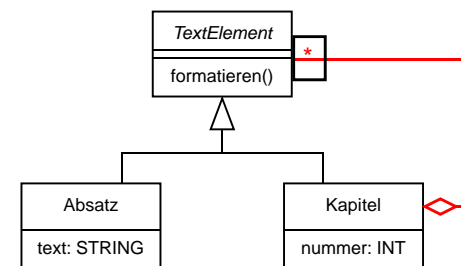 TextElement
*
formatieren()
Absatz
Kapitel
text: STRING
nummer: INT